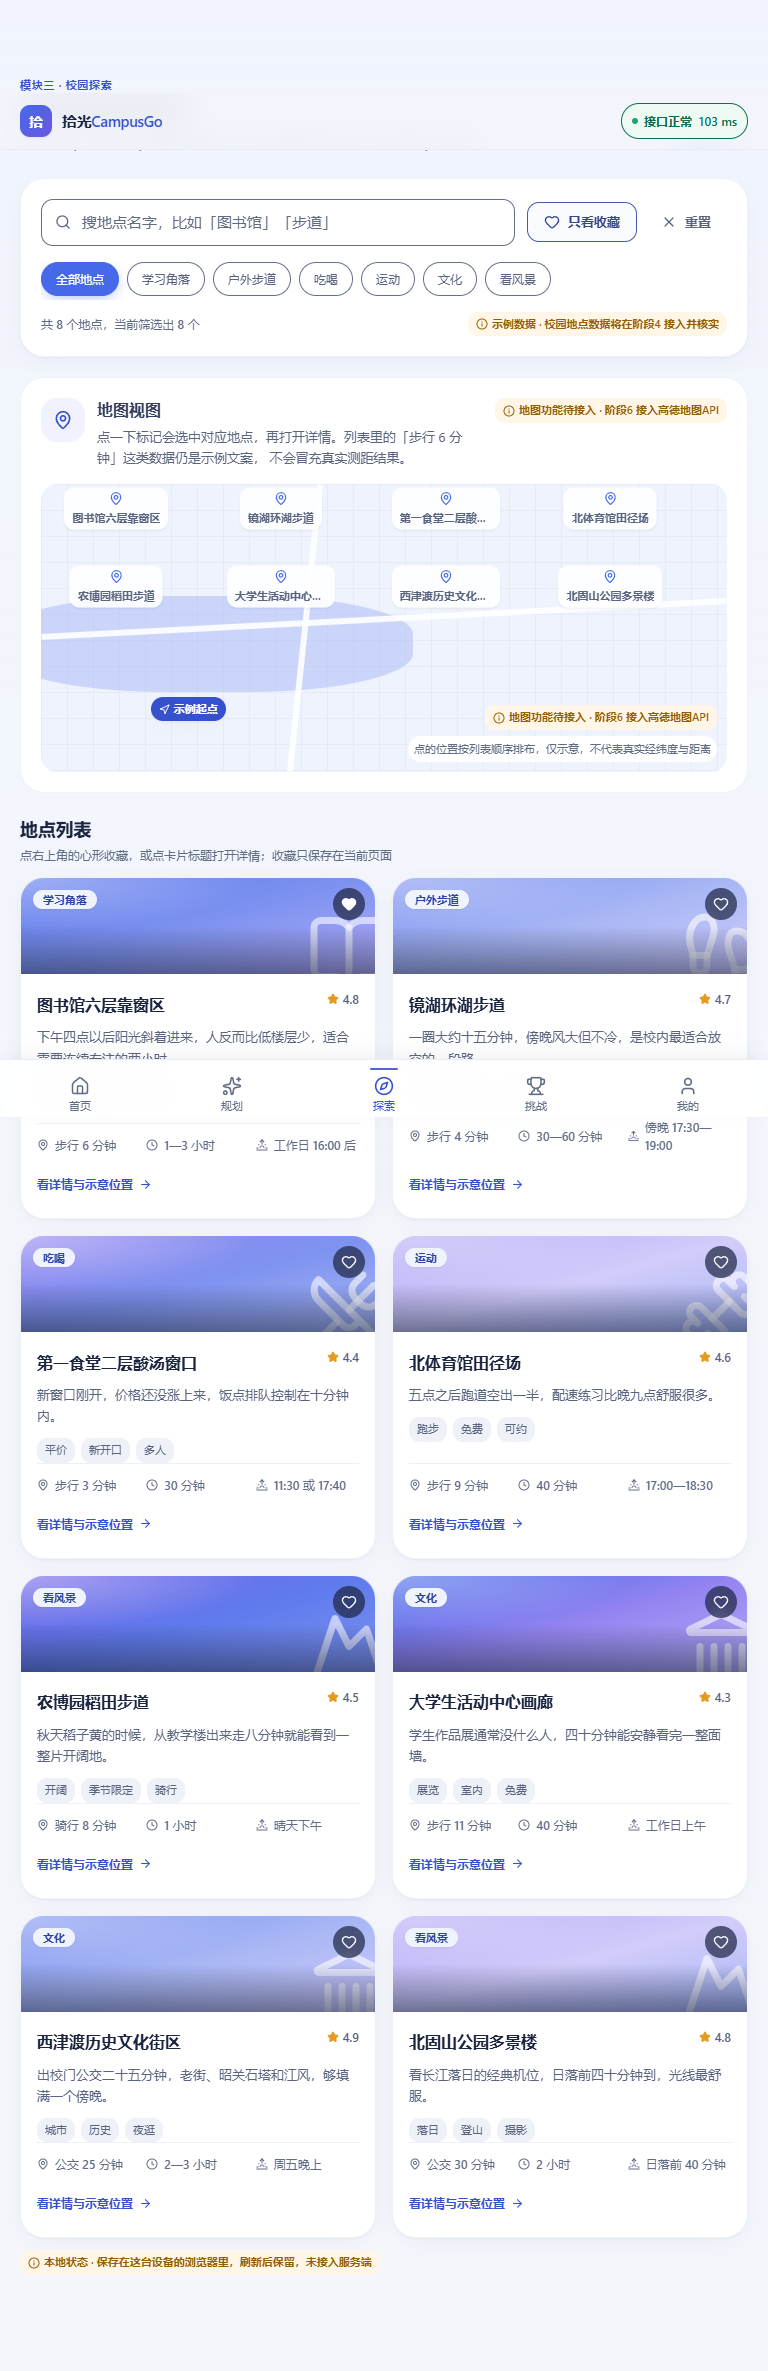 模块三 · 校园探索
拾 拾光CampusGo
接口正常 103 ms
搜地点名字，比如「图书馆」「步道」
只看收藏
重置
全部地点
学习角落
户外步道
吃喝
运动
文化
看风景
共 8 个地点，当前筛选出 8 个
示例数据 · 校园地点数据将在阶段4 接入并核实
地图视图
地图功能待接入 · 阶段6 接入高德地图API
点一下标记会选中对应地点，再打开详情。列表里的「步行 6 分
钟」这类数据仍是示例文案， 不会冒充真实测距结果。
图书馆六层靠窗区
镜湖环湖步道
第一食堂二层酸...
北体育馆田径场
农博园稻田步道
大学生活动中心...
西津渡历史文化...
北固山公园多景楼
示例起点
地图功能待接入 · 阶段6 接入高德地图API
点的位置按列表顺序排布，仅示意，不代表真实经纬度与距离
地点列表
点右上角的心形收藏，或点卡片标题打开详情；收藏只保存在当前页面
学习角落
图书馆六层靠窗区
4.8
下午四点以后阳光斜着进来，人反而比低楼层少，适合
需要连续专注的两小时
步行 6 分钟
1—3 小时
工作日 16:00 后
看详情与示意位置
户外步道
镜湖环湖步道
4.7
一圈大约十五分钟，傍晚风大但不冷，是校内最适合放
空的一段路
步行 4 分钟
30—60 分钟
傍晚 17:30—
19:00
看详情与示意位置
首页
规划
探索
挑战
我的
吃喝
第一食堂二层酸汤窗口
4.4
新窗口刚开，价格还没涨上来，饭点排队控制在十分钟
内。
平价
新开口
多人
步行 3 分钟
30 分钟
11:30 或 17:40
看详情与示意位置
运动
北体育馆田径场
4.6
五点之后跑道空出一半，配速练习比晚九点舒服很多。
跑步
免费
可约
步行 9 分钟
40 分钟
17:00—18:30
看详情与示意位置
看风景
农博园稻田步道
4.5
秋天稻子黄的时候，从教学楼出来走八分钟就能看到一
整片开阔地。
开阔
季节限定
骑行
骑行 8 分钟
1 小时
晴天下午
看详情与示意位置
文化
大学生活动中心画廊
4.3
学生作品展通常没什么人，四十分钟能安静看完一整面
墙。
展览
室内
免费
步行 11 分钟
40 分钟
工作日上午
看详情与示意位置
文化
西津渡历史文化街区
4.9
出校门公交二十五分钟，老街、昭关石塔和江风，够填
满一个傍晚。
城市
历史
夜逛
公交 25 分钟
2—3 小时
周五晚上
看详情与示意位置
看风景
北固山公园多景楼
4.8
看长江落日的经典机位，日落前四十分钟到，光线最舒
服。
落日
登山
摄影
公交 30 分钟
2 小时
日落前 40 分钟
看详情与示意位置
本地状态 · 保存在这台设备的浏览器里，刷新后保留，未接入服务端